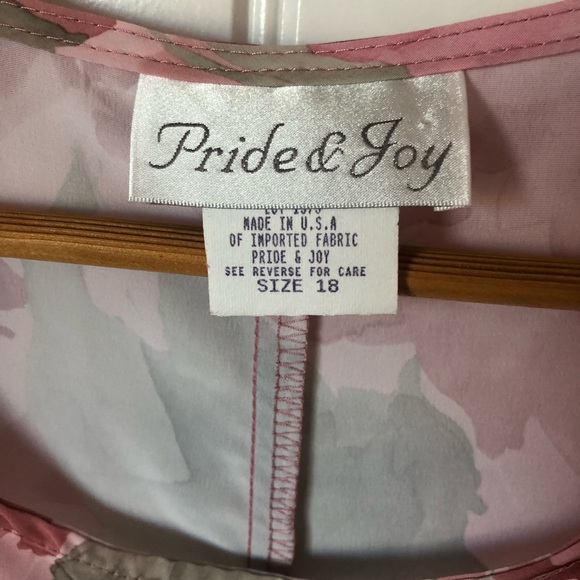 Pride & Joy
MADE IN U.S.A
OF IMPORTED FABRIC
PRIDE & JOY
SEE REVERSE FOR CARE
SIZE 18